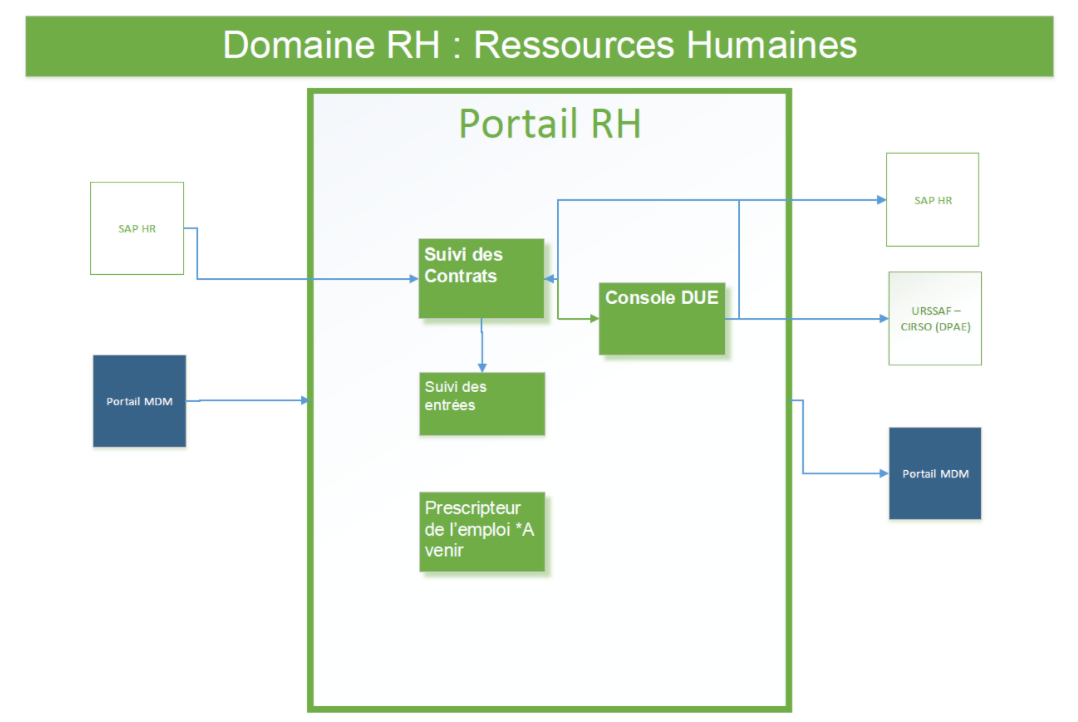 Domaine RH : Ressources Humaines
Portail RH
SAP HR
SAP HR
Suivi des
Contrats
Console DUE
URSSAF –
CIRSO (DPAE)
Portail MDM
Suivi des
entrées
Portail MDM
Prescripteur
de l'emploi *A
venir